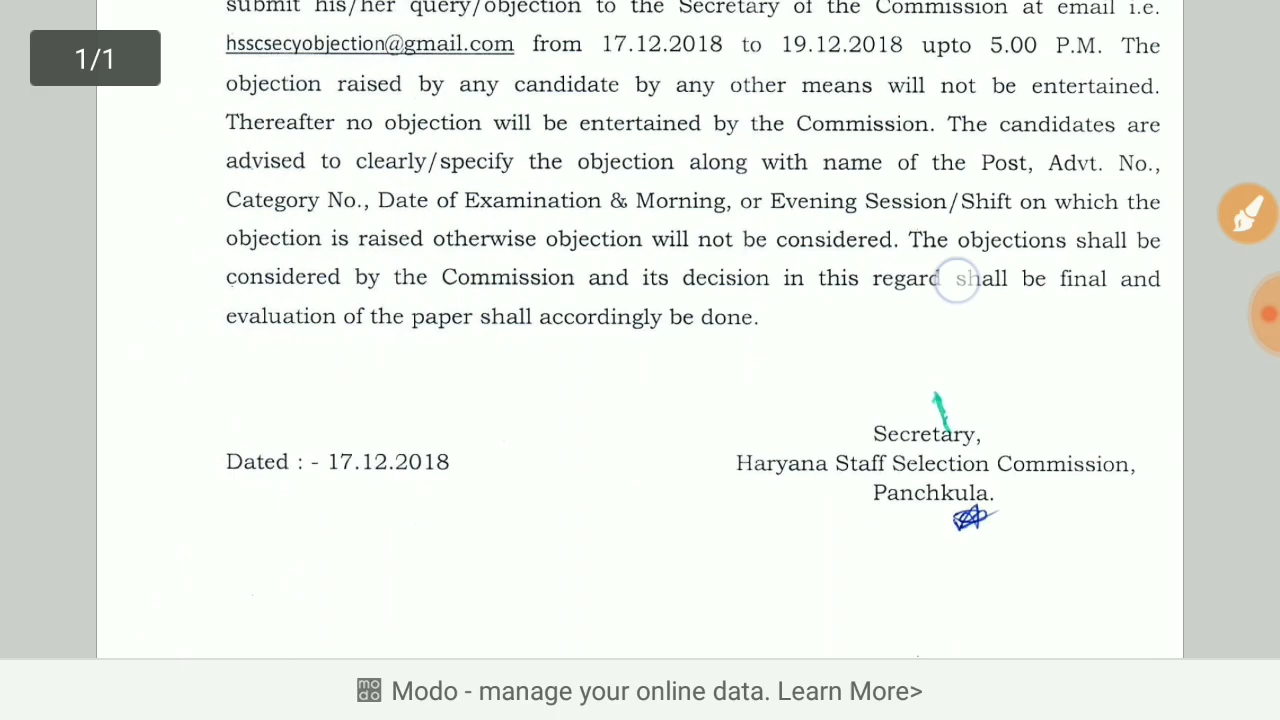 submit his/her query/objection to the Secretary of the Commission at email i.e.
1/1
hsscsecyobjection@gmail.com from 17.12.2018 to 19.12.2018 upto 5.00 P.M. The
objection raised by any candidate by any other means will not be entertained.
Thereafter no objection will be entertained by the Commission. The candidates are
advised to clearly/specify the objection along with name of the Post, Advt. No.,
Category No., Date of Examination & Morning, or Evening Session/Shift on which the
objection is raised otherwise objection will not be considered. The objections shall be
considered by the Commission and its decision in this regard shall be final and
evaluation of the paper shall accordingly be done.
Secretary,
Dated : - 17.12.2018
Haryana Staff Selection Commission,
Panchkula.
modo Modo - manage your online data. Learn More>